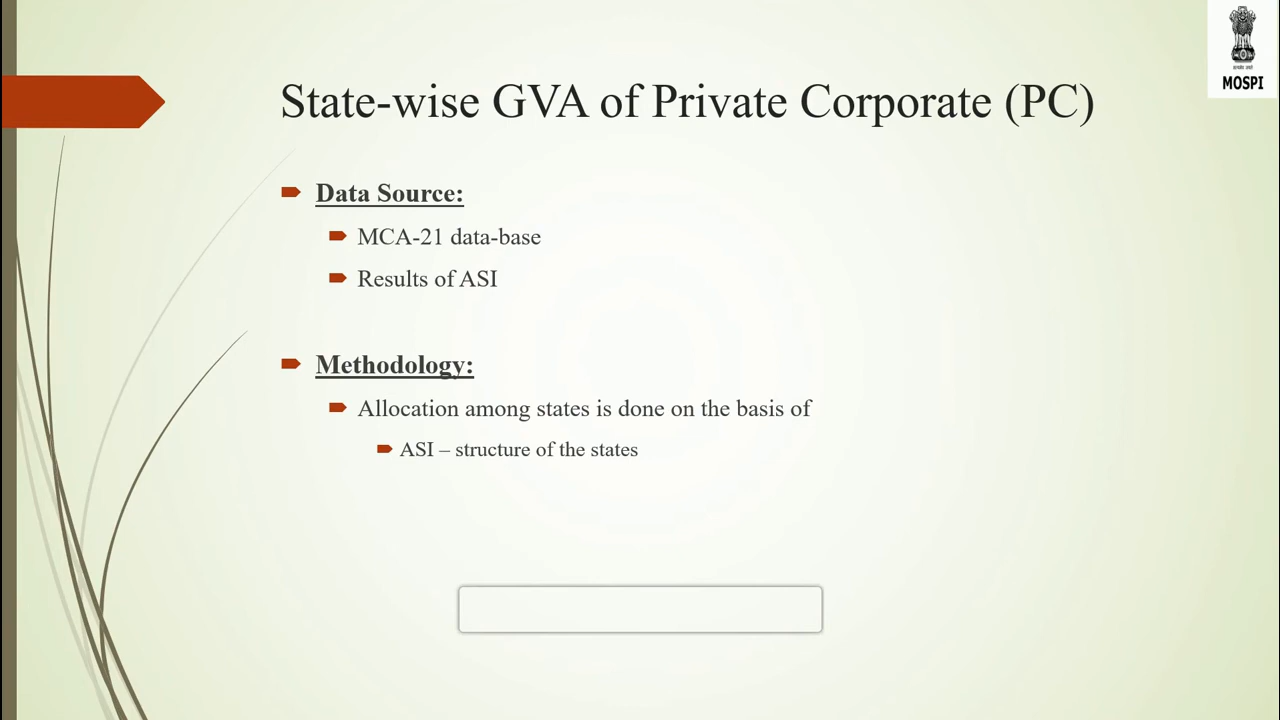 MOSPI
State-wise GVA of Private Corporate (PC)
Data Source:
MCA-21 data-base
Results of ASI
Methodology:
Allocation among states is done on the basis of
ASI – structure of the states